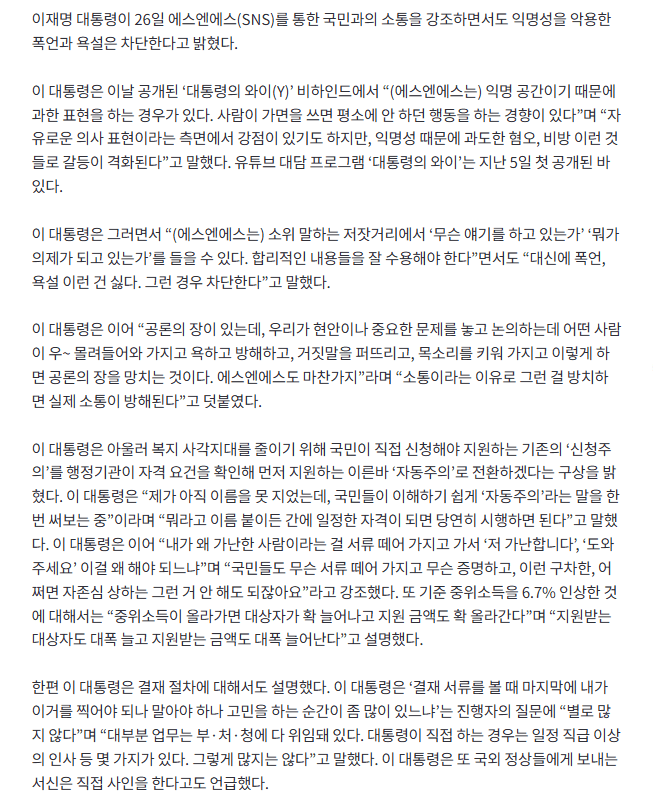 이재명 대통령이 26일 에스엔에스(SNS)를 통한 국민과의 소통을 강조하면서도 익명성을 악용한
폭언과 욕설은 차단한다고 밝혔다.
이 대통령은 이날 공개된 ‘대통령의 와이(Y)’ 비하인드에서 “(에스엔에스는) 익명 공간이기 때문에
과한 표현을 하는 경우가 있다. 사람이 가면을 쓰면 평소에 안 하던 행동을 하는 경향이 있다”며 “자
유로운 의사 표현이라는 측면에서 강점이 있기도 하지만, 익명성 때문에 과도한 혐오, 비방 이런 것
들로 갈등이 격화된다”고 말했다. 유튜브 대담 프로그램 ‘대통령의 와이’는 지난 5일 첫 공개된 바
있다.
이 대통령은 그러면서 “(에스엔에스는) 소위 말하는 저잣거리에서 ‘무슨 얘기를 하고 있는가’ ‘뭐가
의제가 되고 있는가’를 들을 수 있다. 합리적인 내용들을 잘 수용해야 한다”면서도 “대신에 폭언,
욕설 이런 건 싫다. 그런 경우 차단한다”고 말했다.
이 대통령은 이어 “공론의 장이 있는데, 우리가 현안이나 중요한 문제를 놓고 논의하는데 어떤 사람
이 우~ 몰려들어와 가지고 욕하고 방해하고, 거짓말을 퍼뜨리고, 목소리를 키워 가지고 이렇게 하
면 공론의 장을 망치는 것이다. 에스엔에스도 마찬가지”라며 “소통이라는 이유로 그런 걸 방치하
면 실제 소통이 방해된다”고 덧붙였다.
이 대통령은 아울러 복지 사각지대를 줄이기 위해 국민이 직접 신청해야 지원하는 기존의 ‘신청주
의’를 행정기관이 자격 요건을 확인해 먼저 지원하는 이른바 ‘자동주의’로 전환하겠다는 구상을 밝
혔다. 이 대통령은 “제가 아직 이름을 못 지었는데, 국민들이 이해하기 쉽게 ‘자동주의’라는 말을 한
번 써보는 중”이라며 “뭐라고 이름 붙이든 간에 일정한 자격이 되면 당연히 시행하면 된다”고 말했
다. 이 대통령은 이어 “내가 왜 가난한 사람이라는 걸 서류 떼어 가지고 가서 ‘저 가난합니다’, ‘도와
주세요’ 이걸 왜 해야 되느냐”며 “국민들도 무슨 서류 떼어 가지고 무슨 증명하고, 이런 구차한, 어
쩌면 자존심 상하는 그런 거 안 해도 되잖아요”라고 강조했다. 또 기준 중위소득을 6.7% 인상한 것
에 대해서는 “중위소득이 올라가면 대상자가 확 늘어나고 지원 금액도 확 올라간다”며 “지원받는
대상자도 대폭 늘고 지원받는 금액도 대폭 늘어난다”고 설명했다.
한편 이 대통령은 결재 절차에 대해서도 설명했다. 이 대통령은 ‘결재 서류를 볼 때 마지막에 내가
이거를 찍어야 되나 말아야 하나 고민을 하는 순간이 좀 많이 있느냐’는 진행자의 질문에 “별로 많
지 않다”며 “대부분 업무는 부·처·청에 다 위임돼 있다. 대통령이 직접 하는 경우는 일정 직급 이상
의 인사 등 몇 가지가 있다. 그렇게 많지는 않다”고 말했다. 이 대통령은 또 국외 정상들에게 보내는
서신은 직접 사인을 한다고도 언급했다.